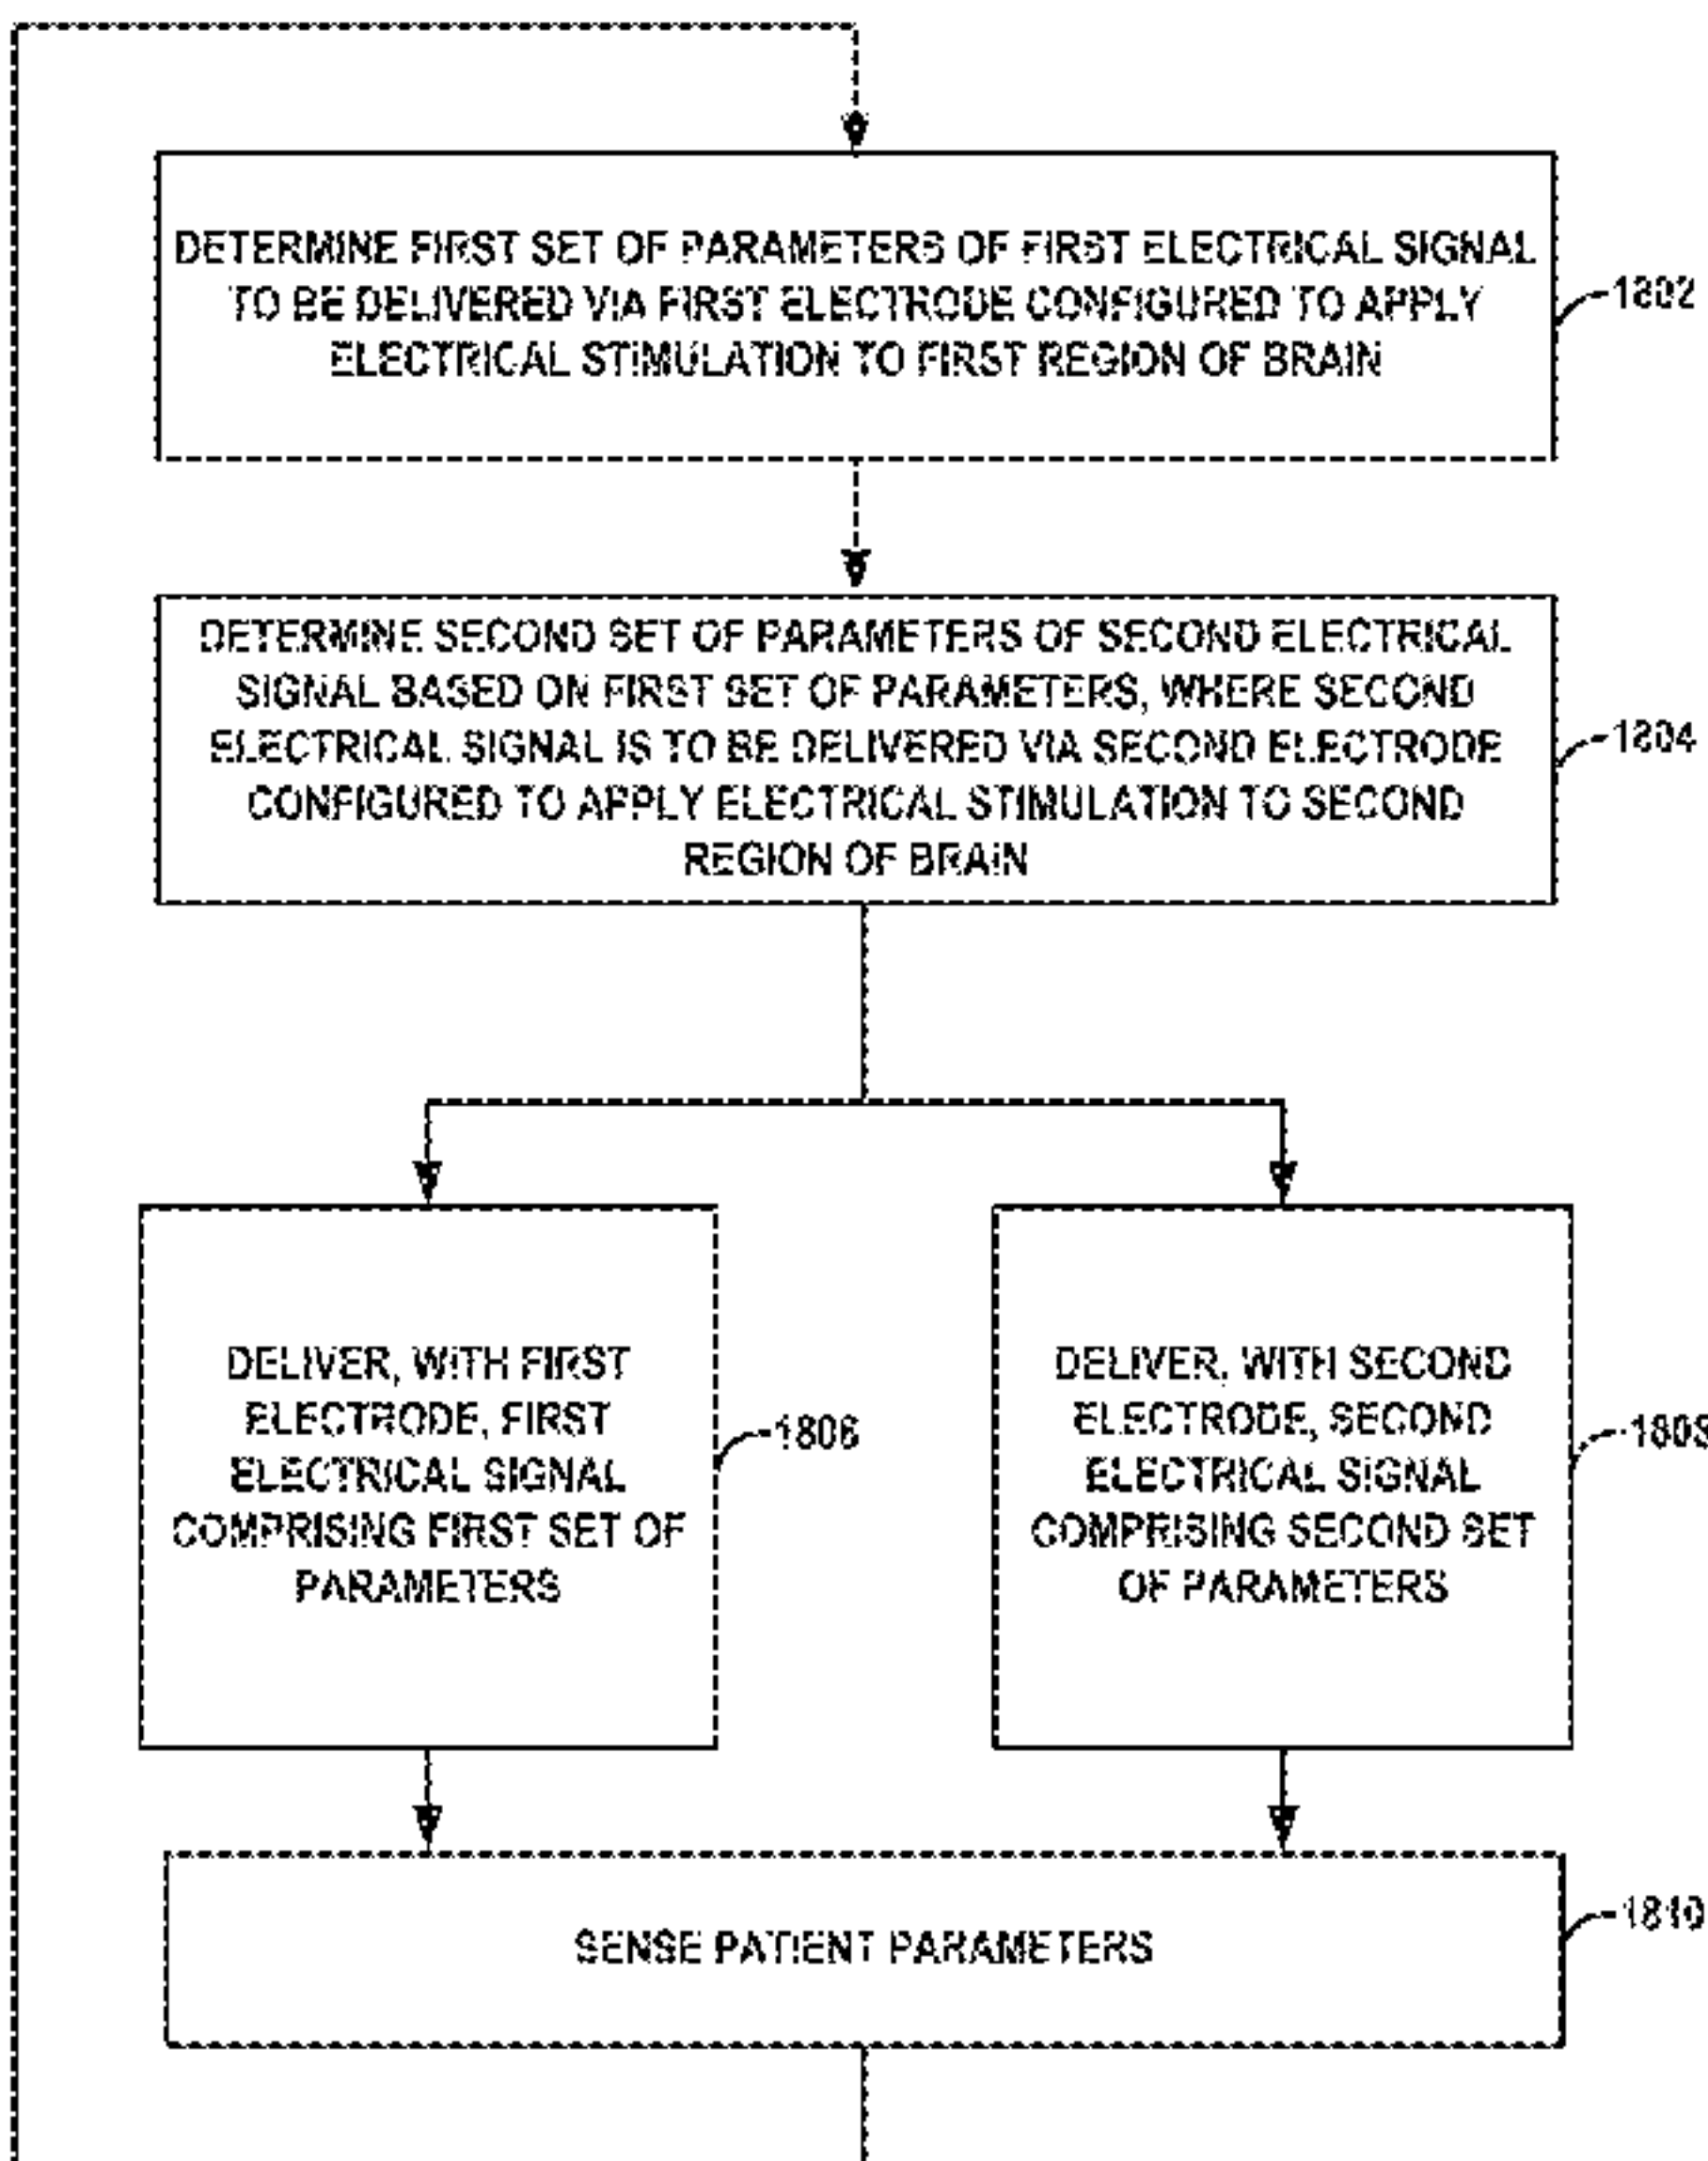 DETERMINE FIRST SET OF PARAMETERS OF FIRST ELECTRICAL SIGNAL
TO BE DELIVERED VIA FIRST ELECTRODE CONFIGURED TO APPLY
ELECTRICAL STIMULATION TO FIRST REGION OF BRAIN
1802
DETERMINE SECOND SET OF PARAMETERS OF SECOND ELECTRICAL
SIGNAL BASED ON FIRST SET OF PARAMETERS, WHERE SECOND
ELECTRICAL SIGNAL IS TO BE DELIVERED VIA SECOND ELECTRODE
CONFIGURED TO APPLY ELECTRICAL STIMULATION TO SECOND
REGION OF BRAIN
1804
DELIVER, WITH FIRST
ELECTRODE, FIRST
ELECTRICAL SIGNAL
COMPRISING FIRST SET OF
PARAMETERS
1806
DELIVER, WITH SECOND
ELECTRODE, SECOND
ELECTRICAL SIGNAL
COMPRISING SECOND SET
OF PARAMETERS
1808
SENSE PATIENT PARAMETERS
1810